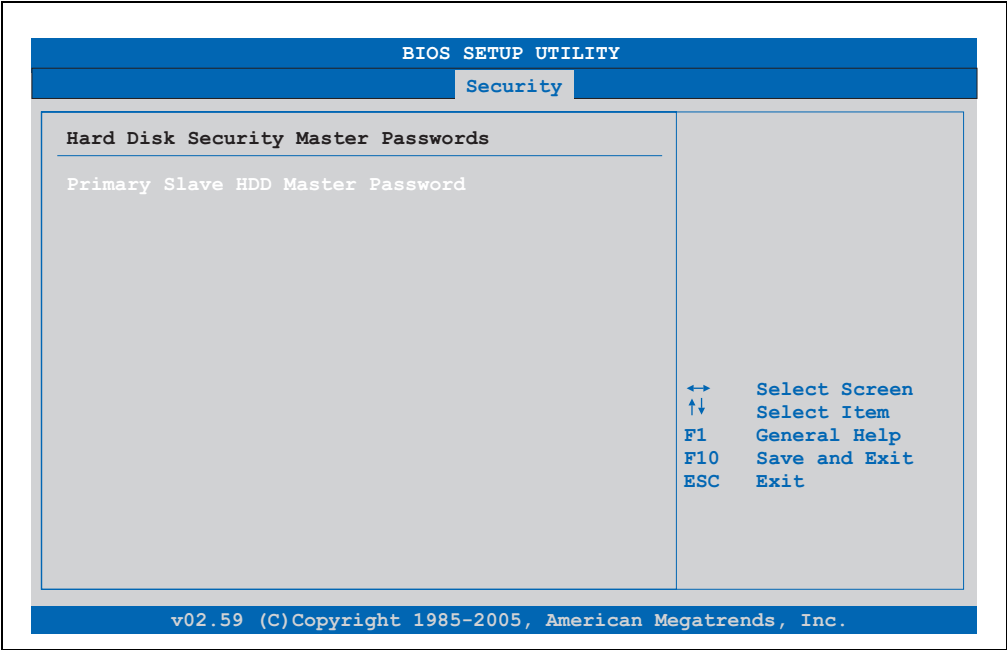 BIOS SETUP UTILITY
Security
Hard Disk Security Master Passwords
Primary Slave HDD Master Password
↔ Select Screen
↑↓ Select Item
F1 General Help
F10 Save and Exit
ESC Exit
v02.59 (C)Copyright 1985-2005, American Megatrends, Inc.